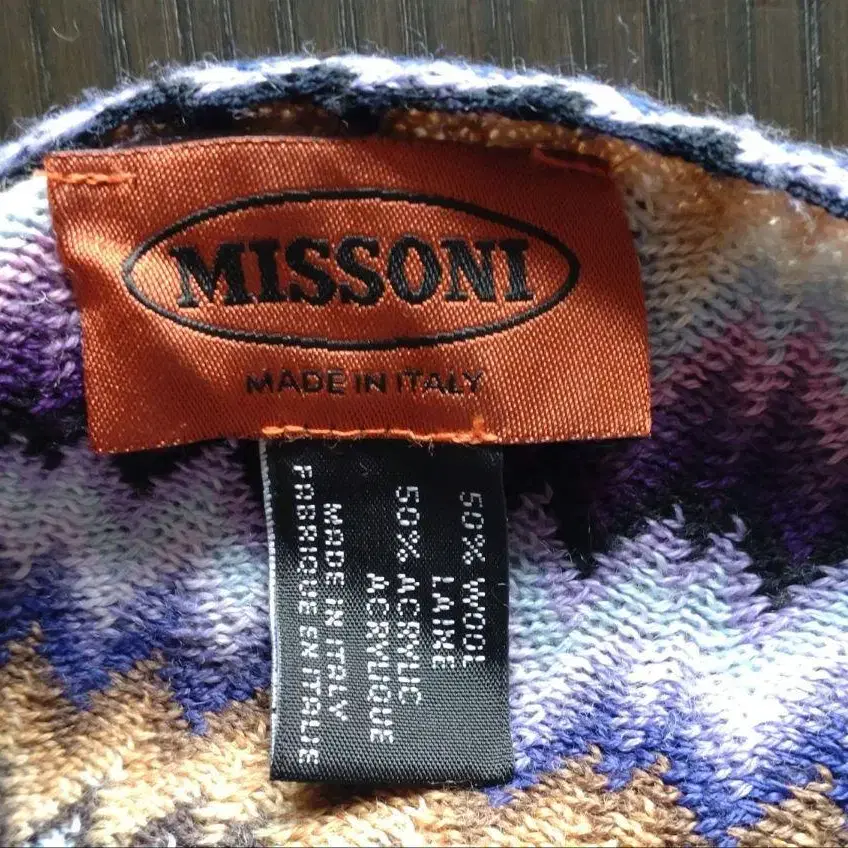 MISSONI
MADE IN ITALY
50% WOOL
LAINE
50% ACRYLIC
ACRYLIQUE
MADE IN ITALY
FABRIQUE EN ITALIE